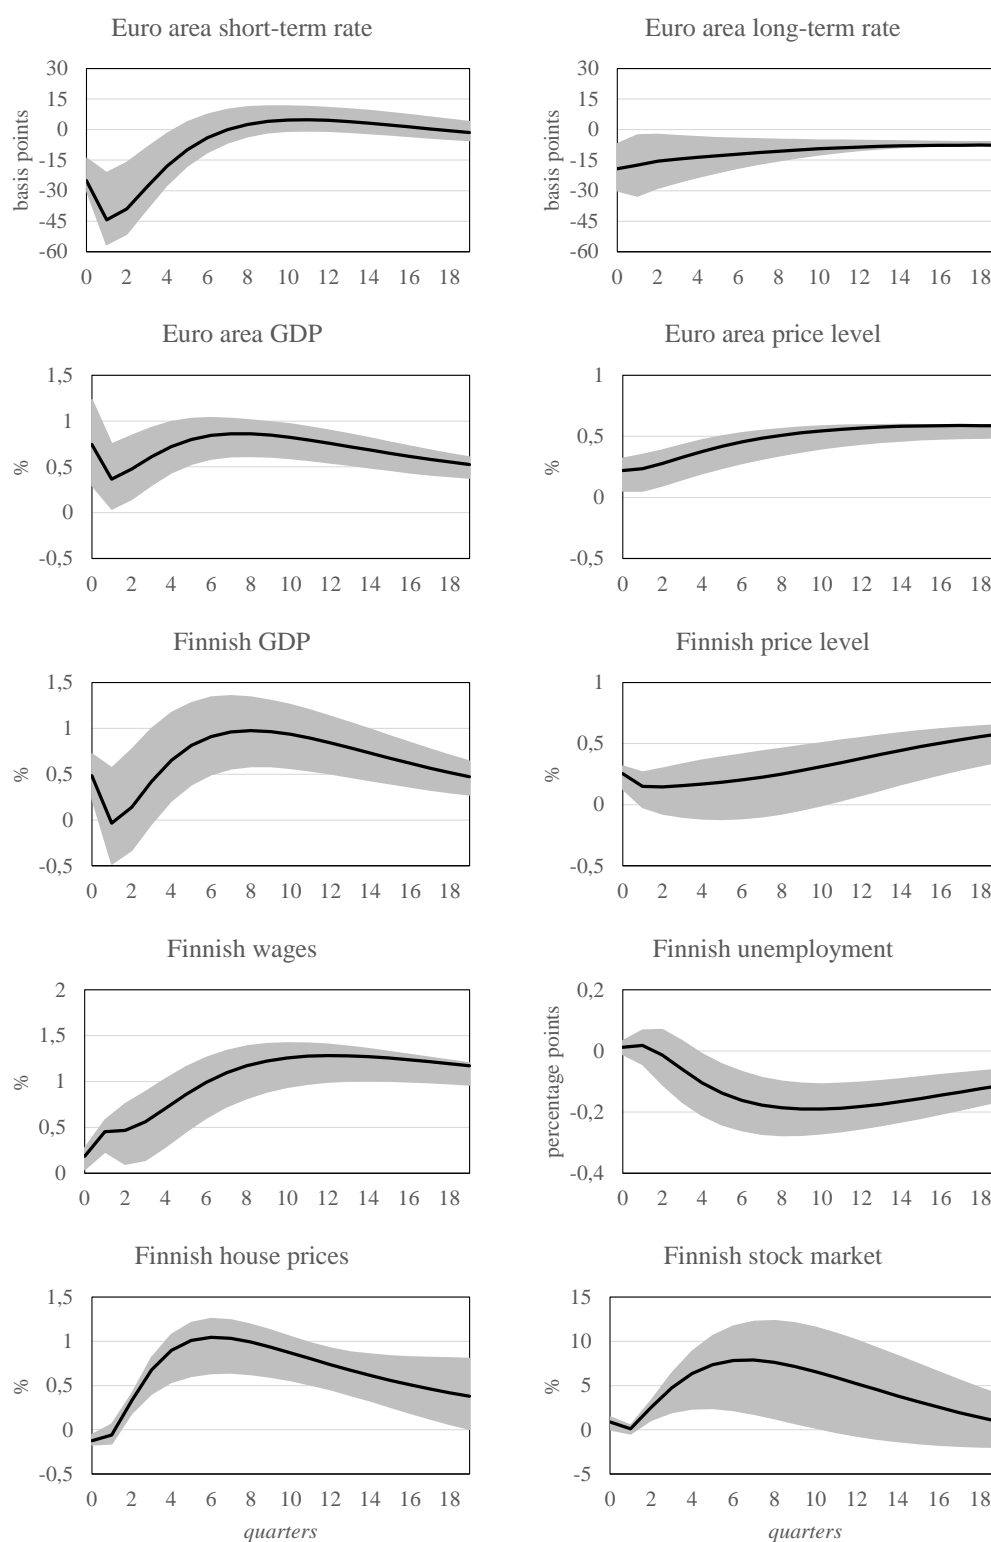 Euro area short-term rate
30
15
0
-15
-30
-45
-60
basis points
0 2 4 6 8 10 12 14 16 18
Euro area long-term rate
30
15
0
-15
-30
-45
-60
basis points
0 2 4 6 8 10 12 14 16 18
Euro area GDP
1,5
1
0,5
0
-0,5
%
0 2 4 6 8 10 12 14 16 18
Euro area price level
1
0,5
0
-0,5
%
0 2 4 6 8 10 12 14 16 18
Finnish GDP
1,5
1
0,5
0
-0,5
%
0 2 4 6 8 10 12 14 16 18
Finnish price level
1
0,5
0
-0,5
%
0 2 4 6 8 10 12 14 16 18
Finnish wages
2
1,5
1
0,5
0
%
0 2 4 6 8 10 12 14 16 18
Finnish unemployment
0,2
0
-0,2
-0,4
percentage points
0 2 4 6 8 10 12 14 16 18
Finnish house prices
1,5
1
0,5
0
-0,5
%
0 2 4 6 8 10 12 14 16 18
quarters
Finnish stock market
15
10
5
0
-5
%
0 2 4 6 8 10 12 14 16 18
quarters